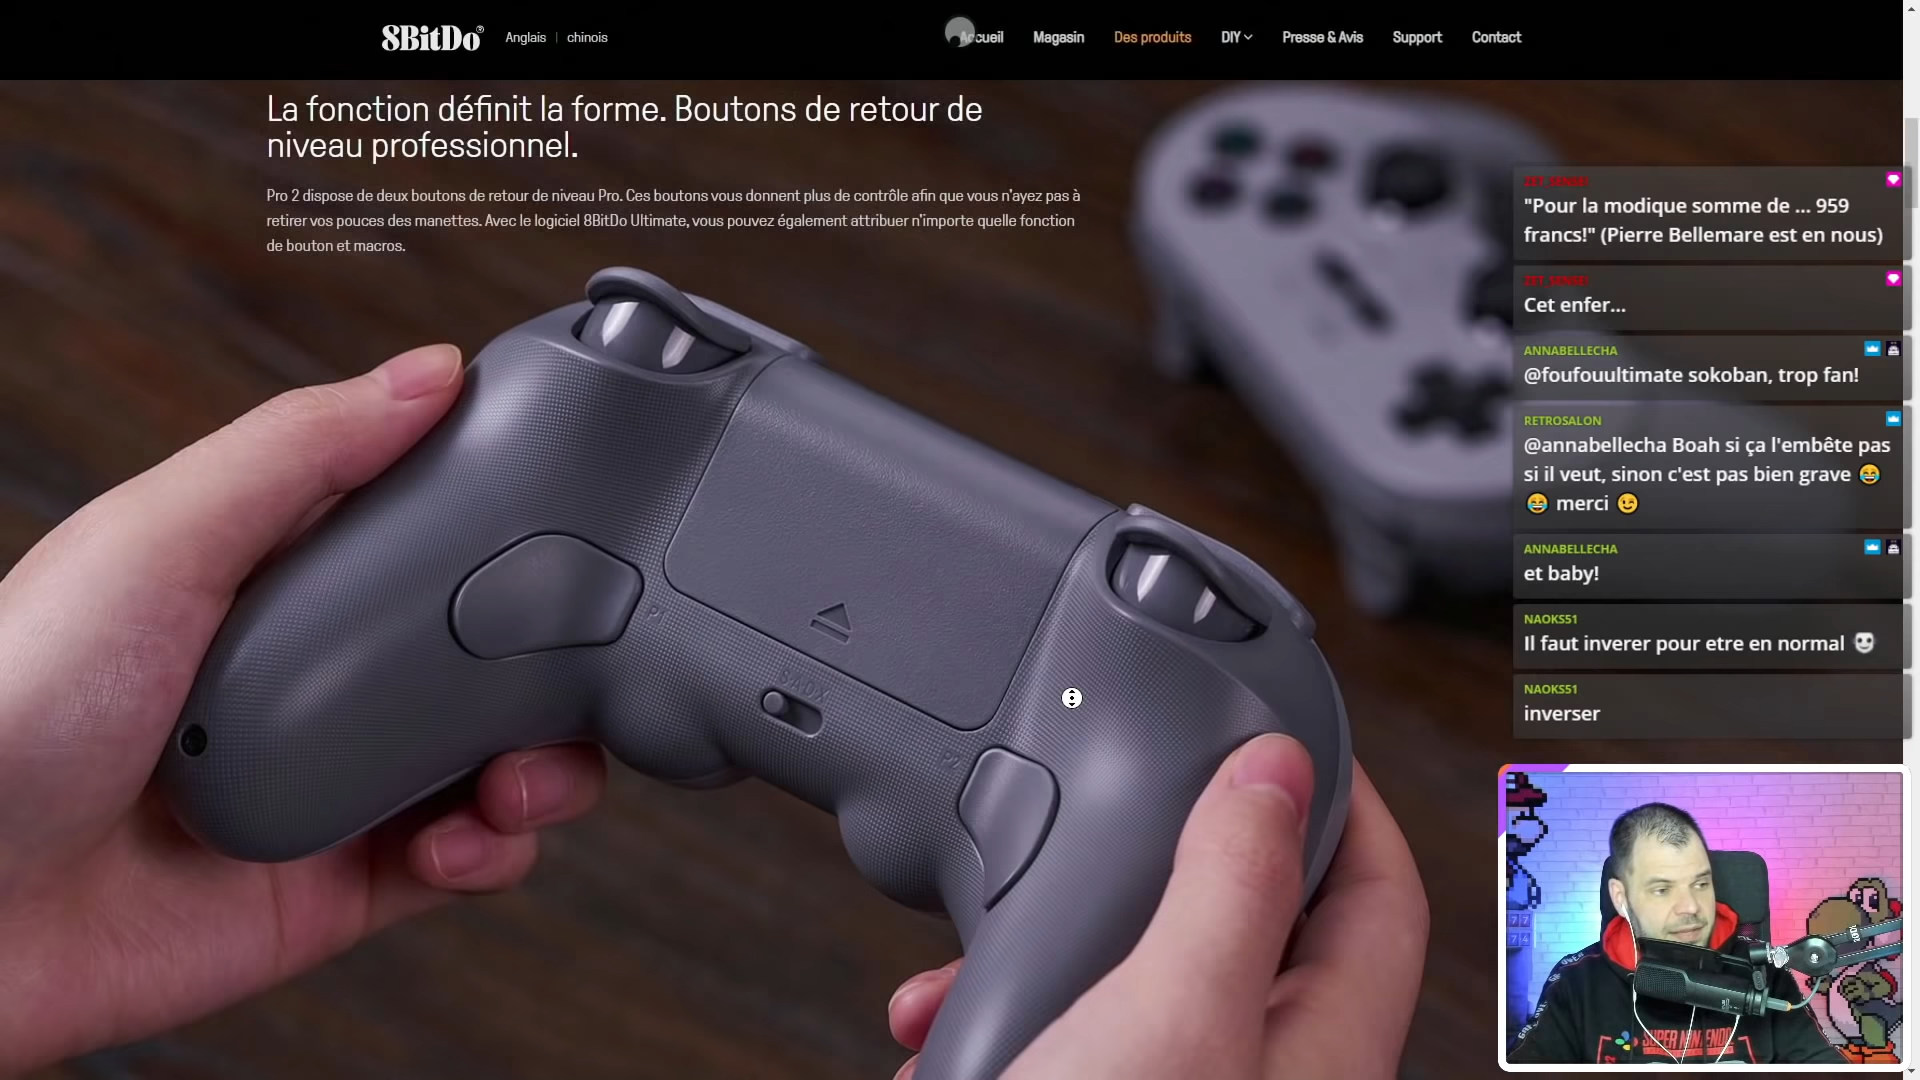 8BitDo®
Anglais | chinois
Accueil
Magasin
Des produits
DIY
Presse & Avis
Support
Contact
La fonction définit la forme. Boutons de retour de
niveau professionnel.
Pro 2 dispose de deux boutons de retour de niveau Pro. Ces boutons vous donnent plus de contrôle afin que vous n'ayez pas à
retirer vos pouces des manettes. Avec le logiciel 8BitDo Ultimate, vous pouvez également attribuer n'importe quelle fonction
de bouton et macros.
P1
S A D X
P2
ZET_SENSEI
"Pour la modique somme de ... 959
francs!" (Pierre Bellemare est en nous)
ZET_SENSEI
Cet enfer...
ANNABELLECHA
@foufouultimate sokoban, trop fan!
RETROSALON
@annabellecha Boah si ça l'embête pas
si il veut, sinon c'est pas bien grave 😂
😂 merci 😉
ANNABELLECHA
et baby!
NAOKS51
Il faut inverer pour etre en normal
NAOKS51
inverser
SUPER NINTENDO